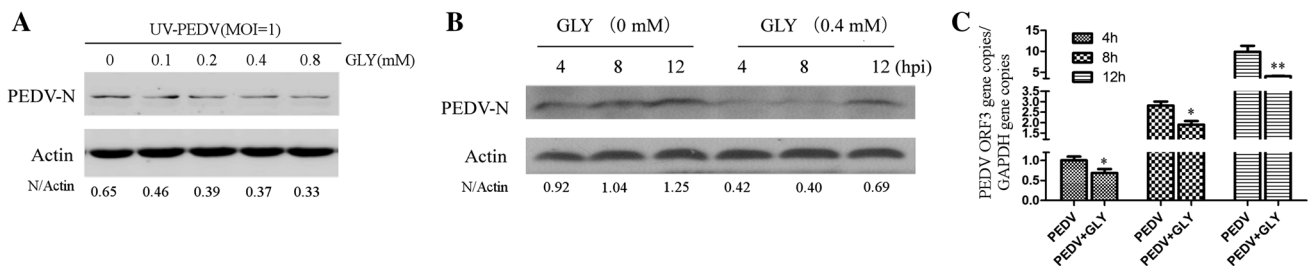 A
UV-PEDV(MOI=1)
0 0.1 0.2 0.4 0.8 GLY(mM)
PEDV-N
Actin
N/Actin 0.65 0.46 0.39 0.37 0.33
B
GLY （0 mM） GLY （0.4 mM）
4 8 12 4 8 12 (hpi)
PEDV-N
Actin
N/Actin 0.92 1.04 1.25 0.42 0.40 0.69
C
PEDV ORF3 gene copies/
GAPDH gene copies
15
10
5
3.5
3.0
2.5
2.0
1.5
1.0
0.5
0.0
4h
8h
12h
*
*
**
PEDV
PEDV+GLY
PEDV
PEDV+GLY
PEDV
PEDV+GLY